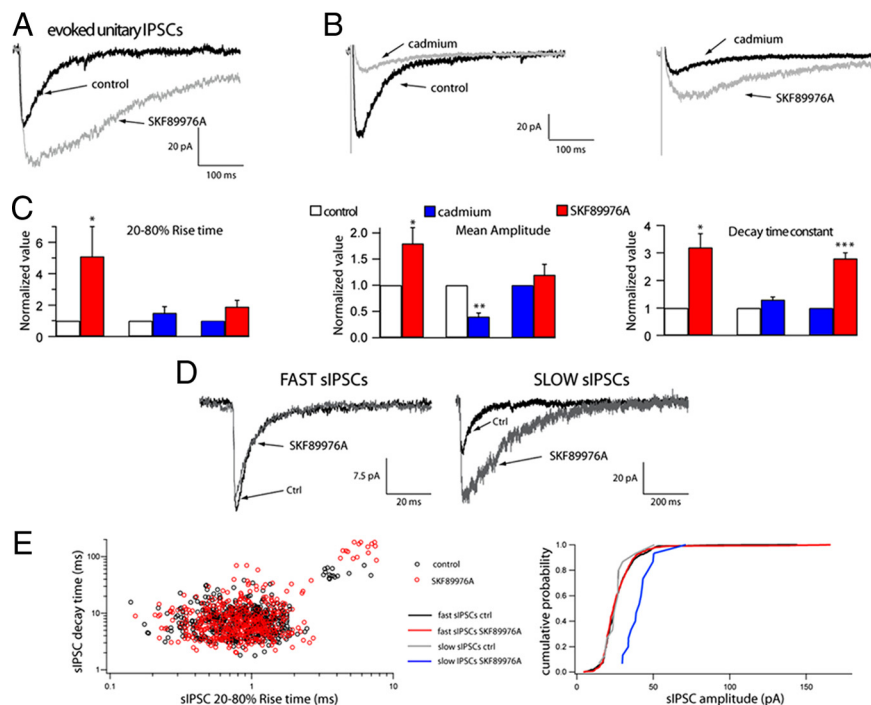 A
evoked unitary IPSCs
control
SKF89976A
20 pA
100 ms
B
cadmium
control
20 pA
100 ms
cadmium
SKF89976A
C
control
cadmium
SKF89976A
20-80% Rise time
Normalized value
6
4
2
0
*
Mean Amplitude
Normalized value
2.0
1.5
1.0
0.5
0.0
*
**
Decay time constant
Normalized value
4
3
2
1
0
*
***
D
FAST sIPSCs
SKF89976A
Ctrl
7.5 pA
20 ms
SLOW sIPSCs
Ctrl
SKF89976A
20 pA
200 ms
E
sIPSC decay time (ms)
100
10
1
0.1
1
10
sIPSC 20-80% Rise time (ms)
control
SKF89976A
fast sIPSCs ctrl
fast sIPSCs SKF89976A
slow sIPSCs ctrl
slow IPSCs SKF89976A
cumulative probability
1.0
0.8
0.6
0.4
0.2
0.0
0
50
100
150
sIPSC amplitude (pA)